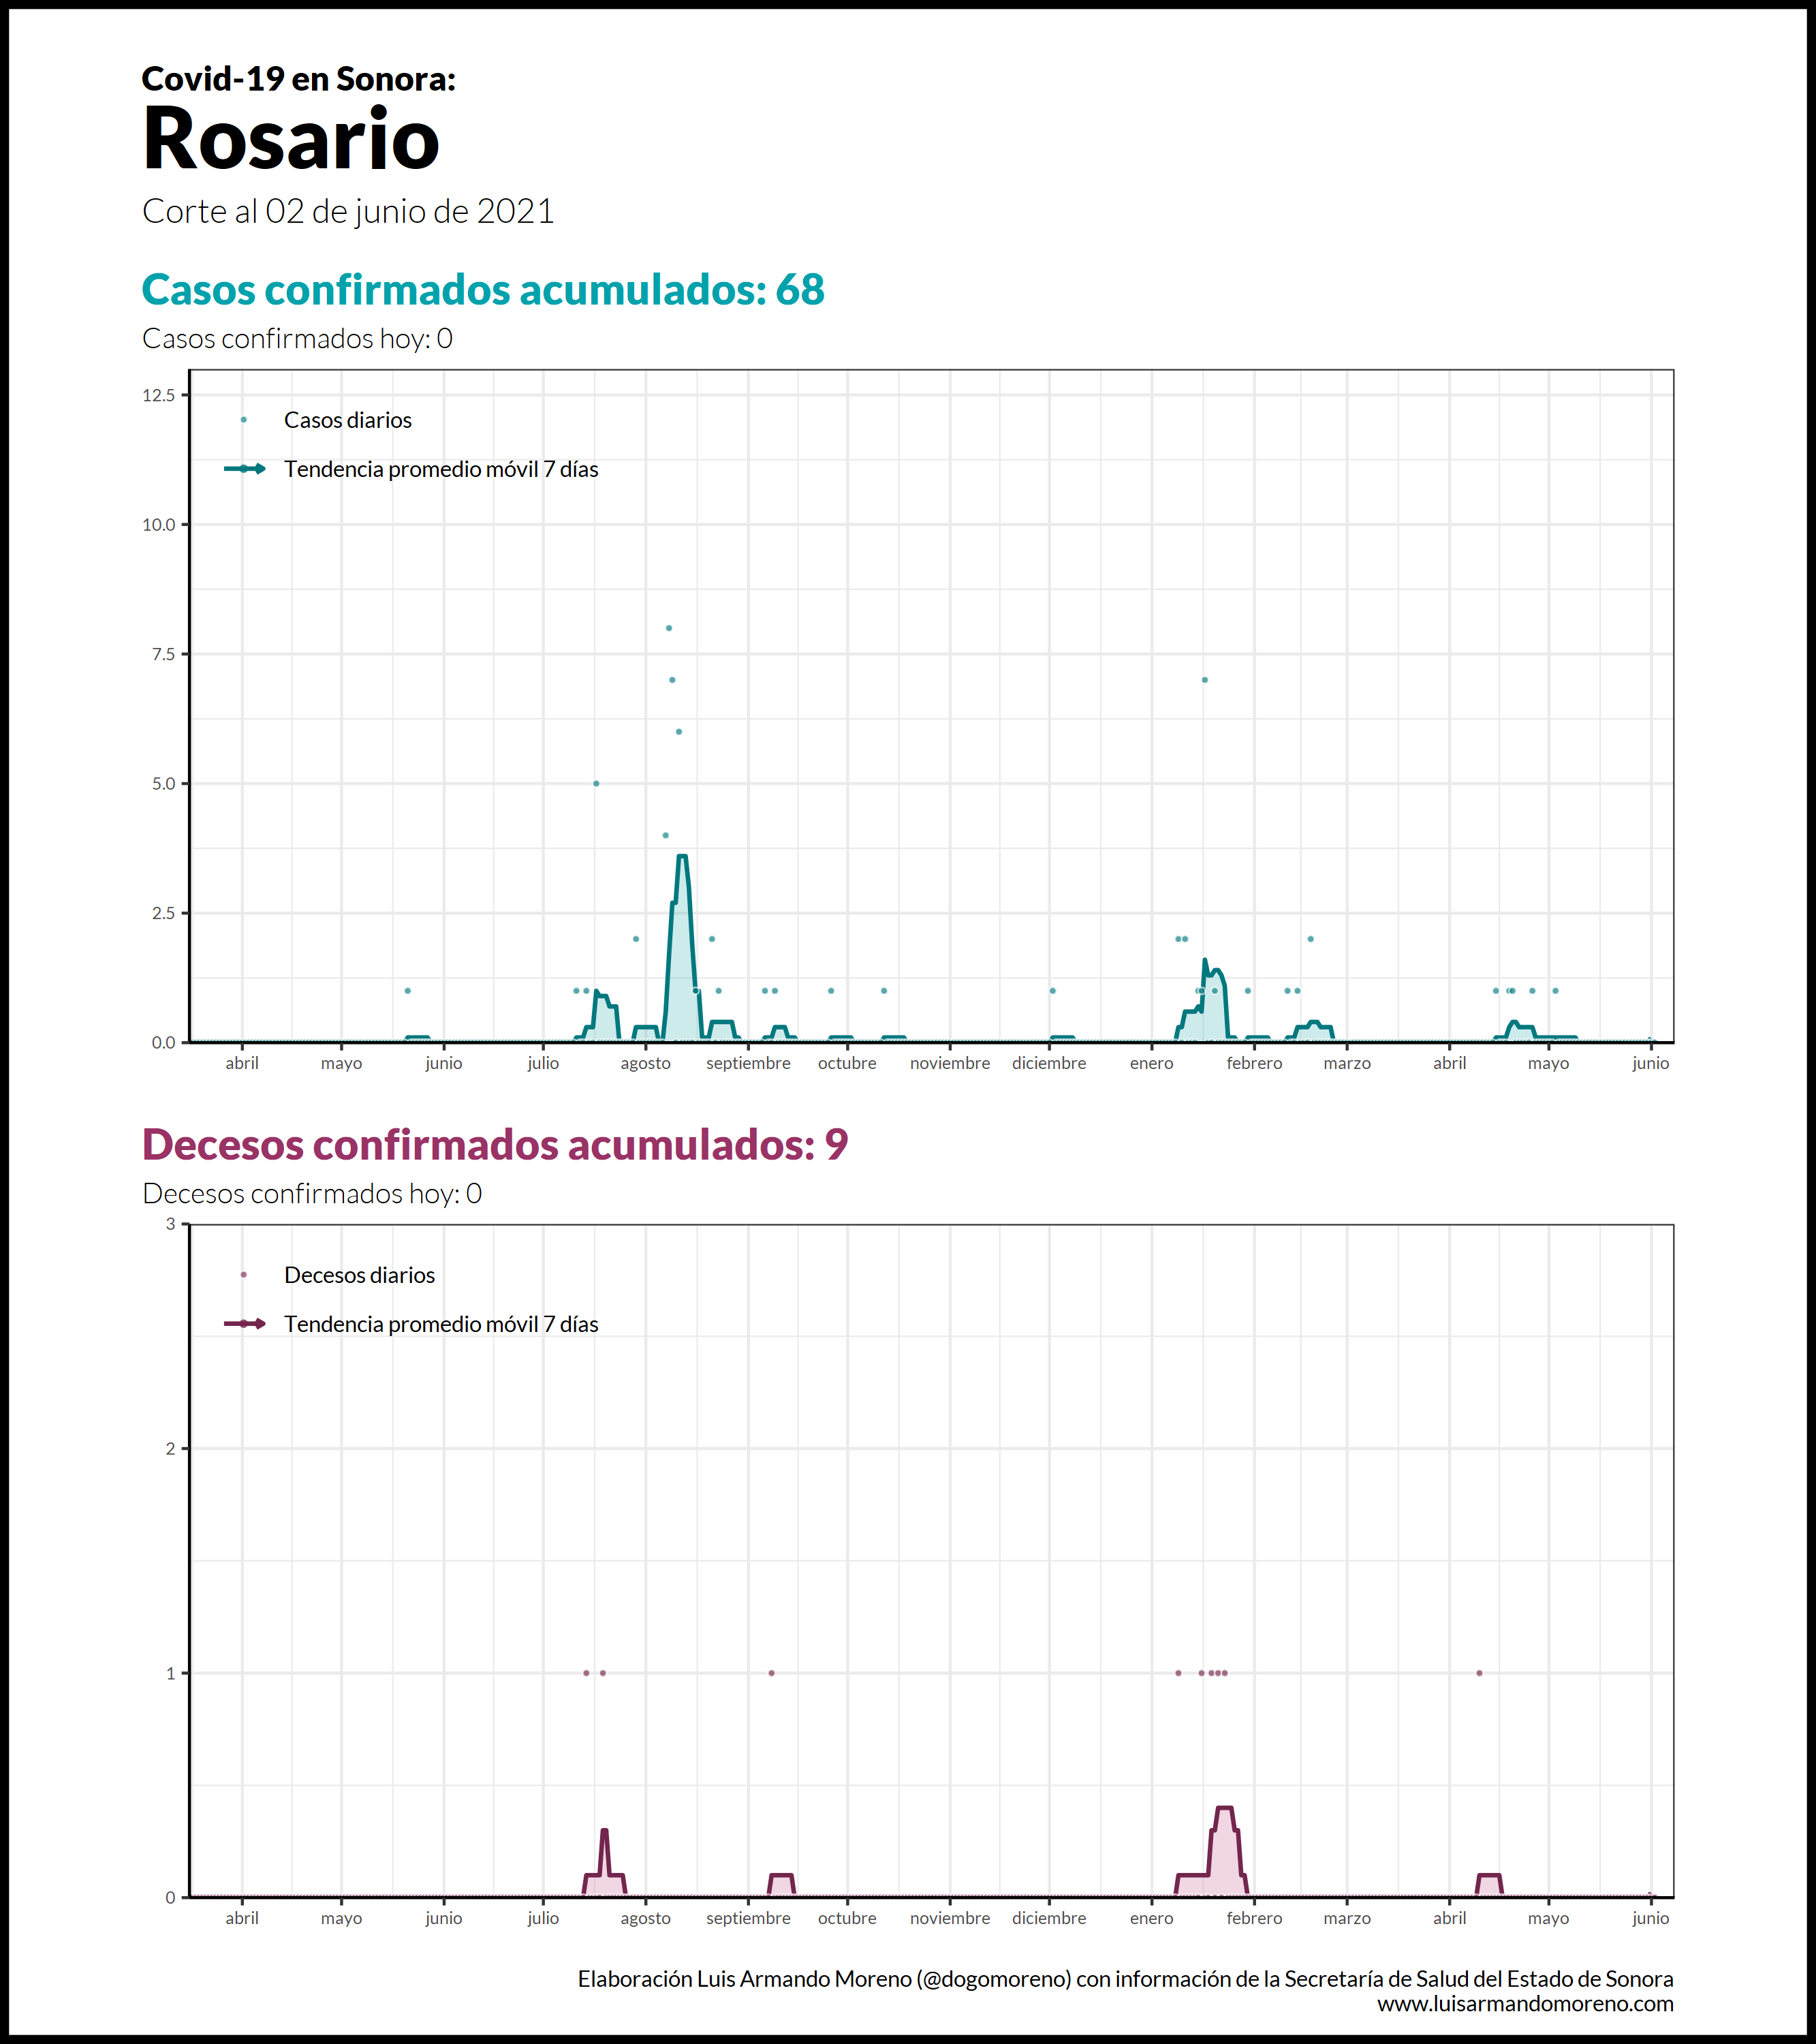 Covid-19 en Sonora:
Rosario
Corte al 02 de junio de 2021
Casos confirmados acumulados: 68
Casos confirmados hoy: 0
12.5
10.0
7.5
5.0
2.5
0.0
Casos diarios
Tendencia promedio móvil 7 días
abril mayo junio julio agosto septiembre octubre noviembre diciembre enero febrero marzo abril mayo junio
Decesos confirmados acumulados: 9
Decesos confirmados hoy: 0
3
2
1
0
Decesos diarios
Tendencia promedio móvil 7 días
abril mayo junio julio agosto septiembre octubre noviembre diciembre enero febrero marzo abril mayo junio
Elaboración Luis Armando Moreno (@dogomoreno) con información de la Secretaría de Salud del Estado de Sonora
www.luisarmandomoreno.com